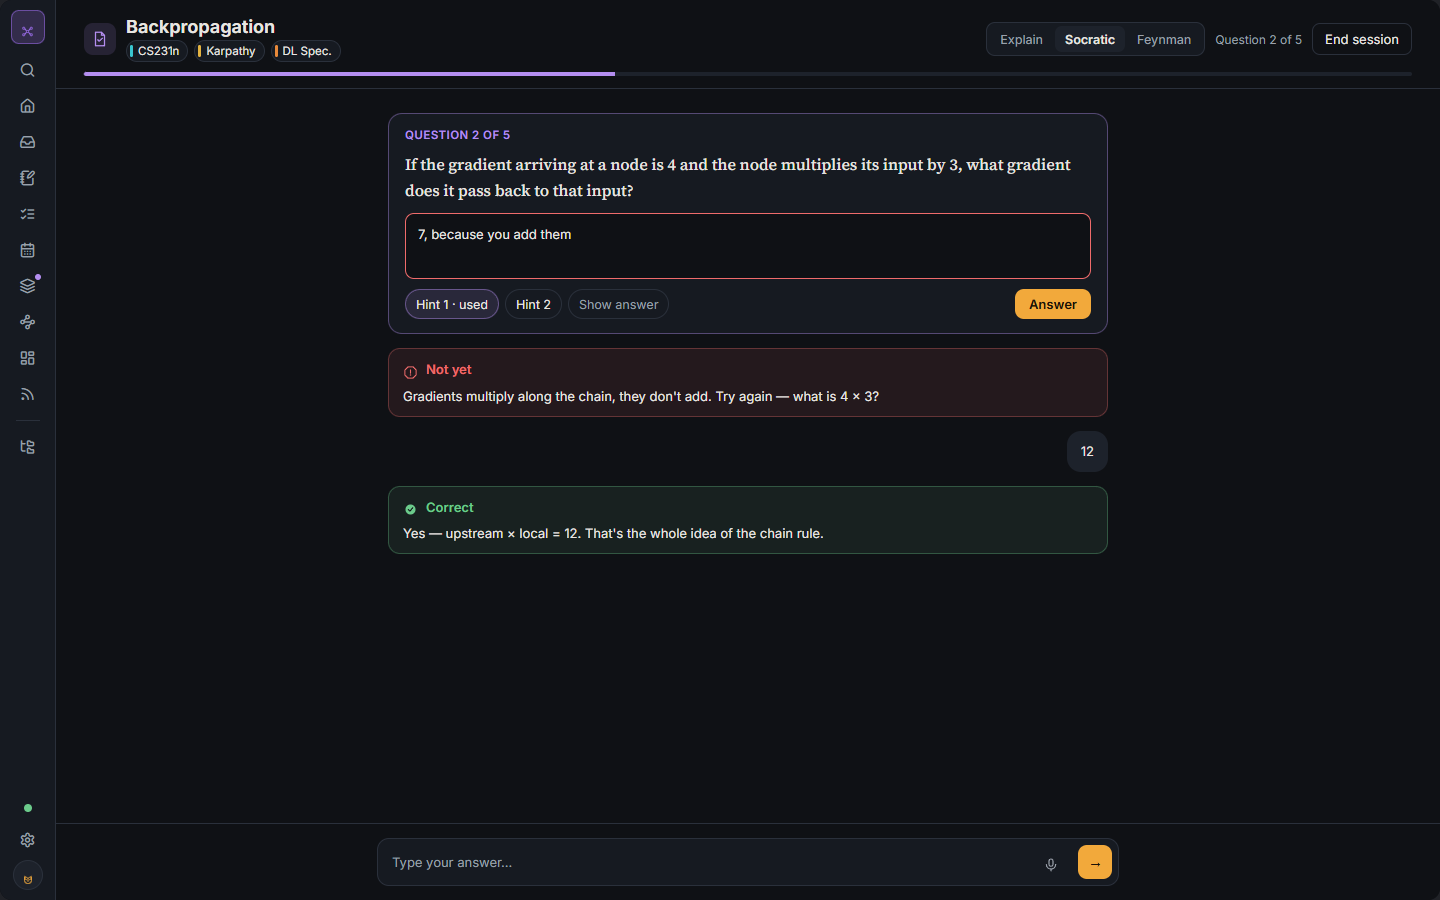 Backpropagation
CS231n
Karpathy
DL Spec.
Explain
Socratic
Feynman
Question 2 of 5
End session
QUESTION 2 OF 5
If the gradient arriving at a node is 4 and the node multiplies its input by 3, what gradient
does it pass back to that input?
7, because you add them
Hint 1 · used
Hint 2
Show answer
Answer
Not yet
Gradients multiply along the chain, they don't add. Try again — what is 4 × 3?
12
Correct
Yes — upstream × local = 12. That's the whole idea of the chain rule.
Type your answer...
→